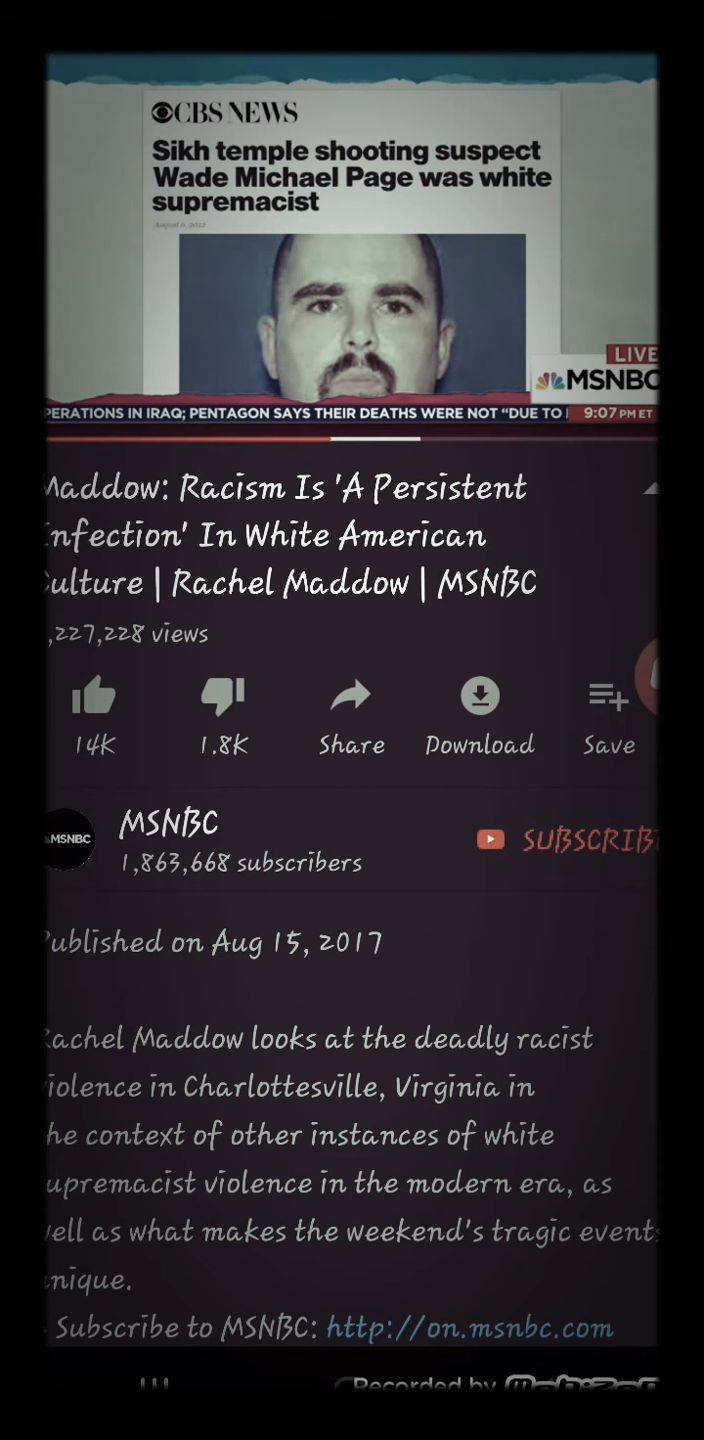 CBS NEWS
Sikh temple shooting suspect
Wade Michael Page was white
supremacist
August 6, 2012
LIVE
MSNBC
PERATIONS IN IRAQ; PENTAGON SAYS THEIR DEATHS WERE NOT “DUE TO 9:07 PM ET
Maddow: Racism Is 'A Persistent
Infection' In White American
Culture | Rachel Maddow | MSNBC
,227,228 views
14K 1.8K Share Download Save
MSNBC
MSNBC
1,863,668 subscribers
SUBSCRIBE
Published on Aug 15, 2017
Rachel Maddow looks at the deadly racist
violence in Charlottesville, Virginia in
the context of other instances of white
supremacist violence in the modern era, as
well as what makes the weekend's tragic events
unique.
Subscribe to MSNBC: http://on.msnbc.com
Recorded by